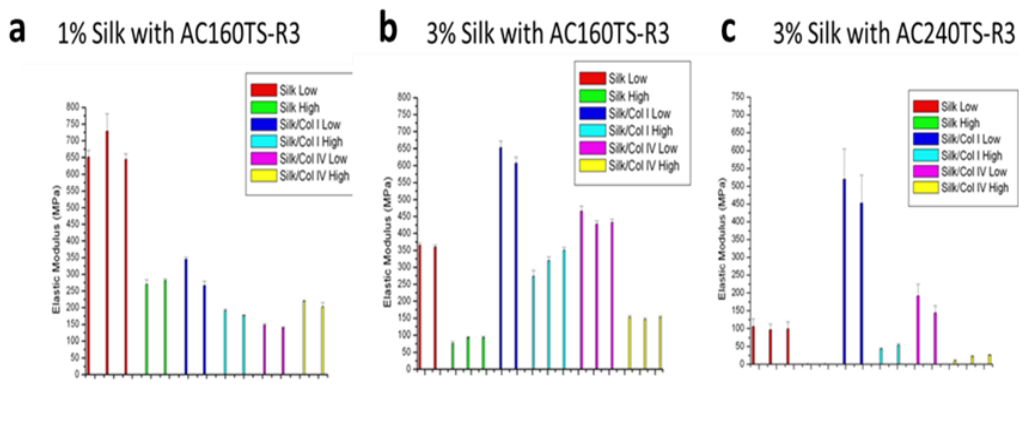 a 1% Silk with AC160TS-R3
Silk Low
Silk High
Silk/Col I Low
Silk/Col I High
Silk/Col IV Low
Silk/Col IV High
Elastic Modulus (MPa)
800
750
700
650
600
550
500
450
400
350
300
250
200
150
100
50
0
b 3% Silk with AC160TS-R3
Silk Low
Silk High
Silk/Col I Low
Silk/Col I High
Silk/Col IV Low
Silk/Col IV High
Elastic Modulus (MPa)
800
750
700
650
600
550
500
450
400
350
300
250
200
150
100
50
0
c 3% Silk with AC240TS-R3
Silk Low
Silk High
Silk/Col I Low
Silk/Col I High
Silk/Col IV Low
Silk/Col IV High
Elastic Modulus (MPa)
750
700
650
600
550
500
450
400
350
300
250
200
150
100
50
0